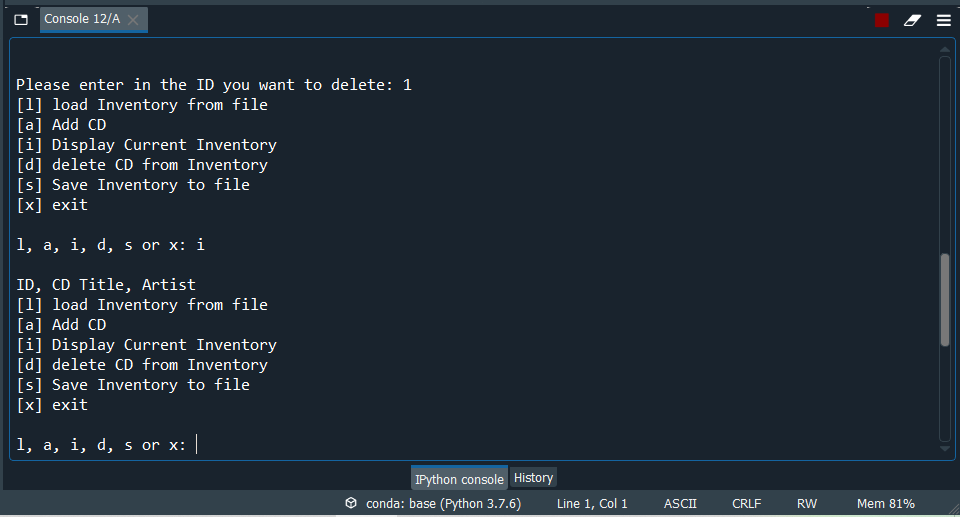 Console 12/A
Please enter in the ID you want to delete: 1
[l] load Inventory from file
[a] Add CD
[i] Display Current Inventory
[d] delete CD from Inventory
[s] Save Inventory to file
[x] exit
l, a, i, d, s or x: i
ID, CD Title, Artist
[l] load Inventory from file
[a] Add CD
[i] Display Current Inventory
[d] delete CD from Inventory
[s] Save Inventory to file
[x] exit
l, a, i, d, s or x:
IPython console History
conda: base (Python 3.7.6) Line 1, Col 1 ASCII CRLF RW Mem 81%